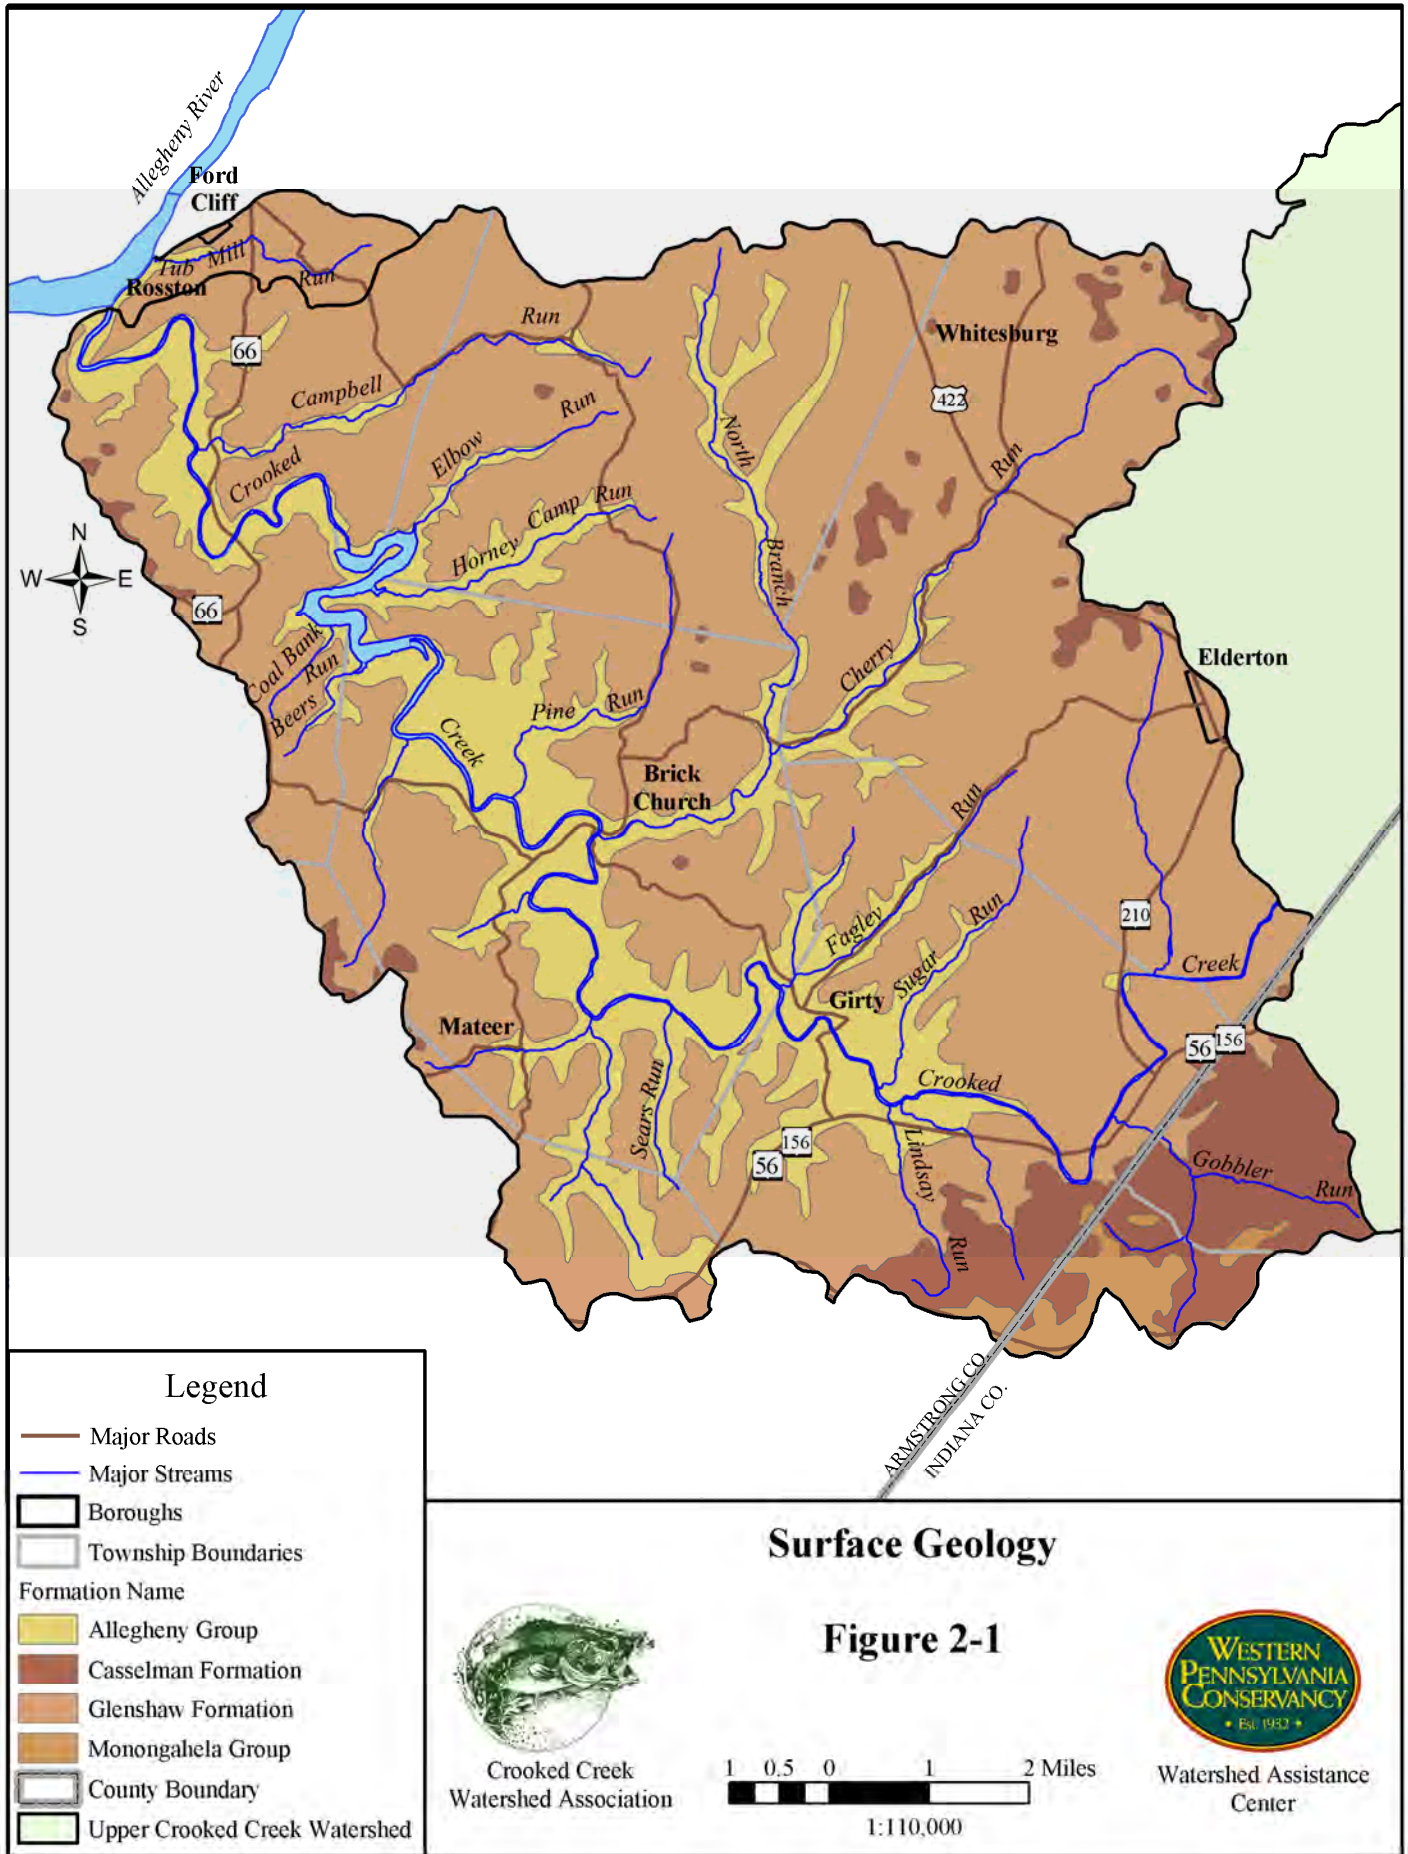 Allegheny River
Ford
Cliff
Tub Mill Run
Rosston
66
Campbell Run
Whitesburg
422
Crooked
Elbow Run
North
Branch
Horney Camp Run
Run
N
W E
S
66
Coal Bank
Run
Beers
Creek
Pine Run
Cherry
Elderton
Brick
Church
Run
Fagley
Sugar Run
210
Creek
Girty
Mateer
56 156
Sears Run
Crooked
156
56
Lindsay
Run
Gobbler
Run
ARMSTRONG CO.
INDIANA CO.
Legend
Major Roads
Major Streams
Boroughs
Township Boundaries
Formation Name
Allegheny Group
Casselman Formation
Glenshaw Formation
Monongahela Group
County Boundary
Upper Crooked Creek Watershed
Surface Geology
Figure 2-1
Crooked Creek
Watershed Association
1 0.5 0 1 2 Miles
1:110,000
WESTERN
PENNSYLVANIA
CONSERVANCY
• Est. 1932 •
Watershed Assistance
Center